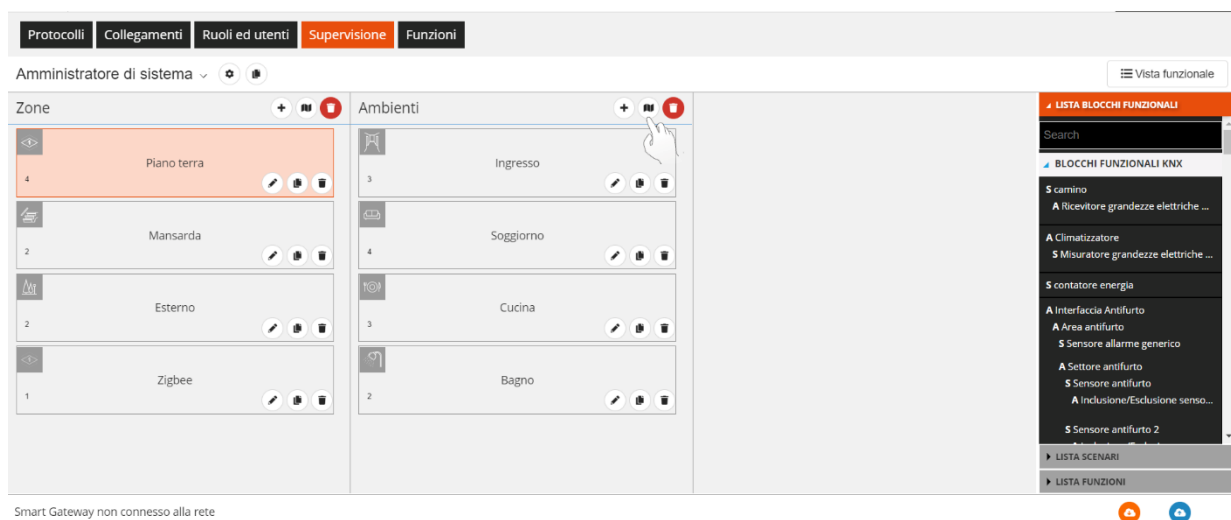 Protocolli Collegamenti Ruoli ed utenti Supervisione Funzioni
Amministratore di sistema
Vista funzionale
Zone
Piano terra
4
Mansarda
2
Esterno
2
Zigbee
1
Ambienti
Ingresso
3
Soggiorno
4
Cucina
3
Bagno
2
LISTA BLOCCHI FUNZIONALI
Search
BLOCCHI FUNZIONALI KNX
S camino
A Ricevitore grandezze elettriche ...
A Climatizzatore
S Misuratore grandezze elettriche ...
S contatore energia
A Interfaccia Antifurto
A Area antifurto
S Sensore allarme generico
A Settore antifurto
S Sensore antifurto
A Inclusione/Esclusione senso...
S Sensore antifurto 2
LISTA SCENARI
LISTA FUNZIONI
Smart Gateway non connesso alla rete